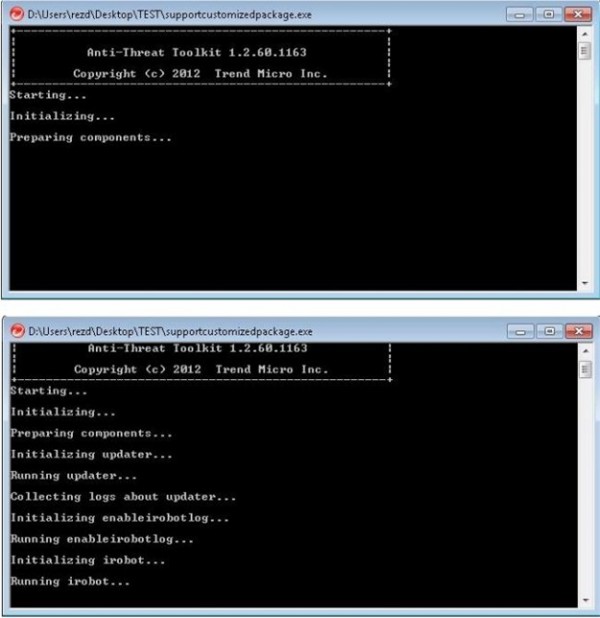 D:\Users\rezd\Desktop\TEST\supportcustomizedpackage.exe
Anti-Threat Toolkit 1.2.60.1163
Copyright (c) 2012 Trend Micro Inc.
Starting...
Initializing...
Preparing components...
D:\Users\rezd\Desktop\TEST\supportcustomizedpackage.exe
Anti-Threat Toolkit 1.2.60.1163
Copyright (c) 2012 Trend Micro Inc.
Starting...
Initializing...
Preparing components...
Initializing updater...
Running updater...
Collecting logs about updater...
Initializing enableirobotlog...
Running enableirobotlog...
Initializing irobot...
Running irobot...